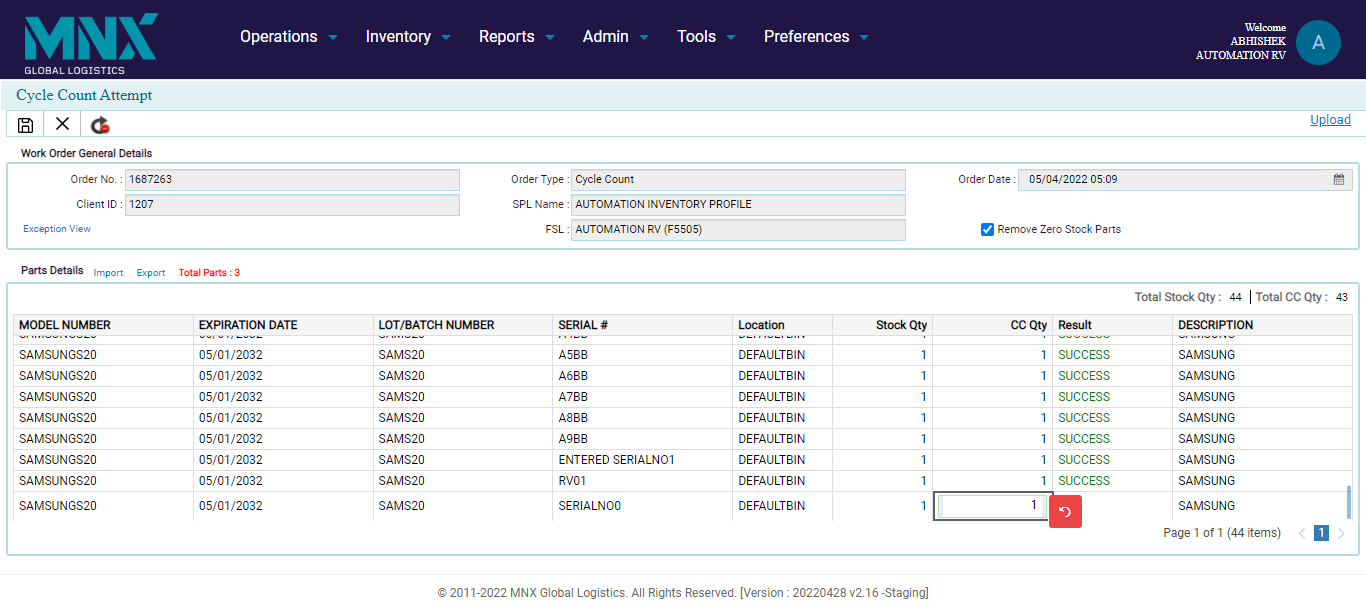 MNX
GLOBAL LOGISTICS
Operations Inventory Reports Admin Tools Preferences
Welcome
ABHISHEK
AUTOMATION RV
A
Cycle Count Attempt
Upload
Work Order General Details
Order No. : 1687263 Order Type : Cycle Count Order Date : 05/04/2022 05:09
Client ID : 1207 SPL Name : AUTOMATION INVENTORY PROFILE
Exception View FSL : AUTOMATION RV (F5505) Remove Zero Stock Parts
Parts Details Import Export Total Parts : 3
Total Stock Qty : 44 | Total CC Qty : 43
MODEL NUMBER EXPIRATION DATE LOT/BATCH NUMBER SERIAL # Location Stock Qty CC Qty Result DESCRIPTION
SAMSUNGS20 05/01/2032 SAMS20 A5BB DEFAULTBIN 1 1 SUCCESS SAMSUNG
SAMSUNGS20 05/01/2032 SAMS20 A6BB DEFAULTBIN 1 1 SUCCESS SAMSUNG
SAMSUNGS20 05/01/2032 SAMS20 A7BB DEFAULTBIN 1 1 SUCCESS SAMSUNG
SAMSUNGS20 05/01/2032 SAMS20 A8BB DEFAULTBIN 1 1 SUCCESS SAMSUNG
SAMSUNGS20 05/01/2032 SAMS20 A9BB DEFAULTBIN 1 1 SUCCESS SAMSUNG
SAMSUNGS20 05/01/2032 SAMS20 ENTERED SERIALNO1 DEFAULTBIN 1 1 SUCCESS SAMSUNG
SAMSUNGS20 05/01/2032 SAMS20 RV01 DEFAULTBIN 1 1 SUCCESS SAMSUNG
SAMSUNGS20 05/01/2032 SAMS20 SERIALNO0 DEFAULTBIN 1 1 SAMSUNG
Page 1 of 1 (44 items) 1
© 2011-2022 MNX Global Logistics. All Rights Reserved. [Version : 20220428 v2.16 -Staging]